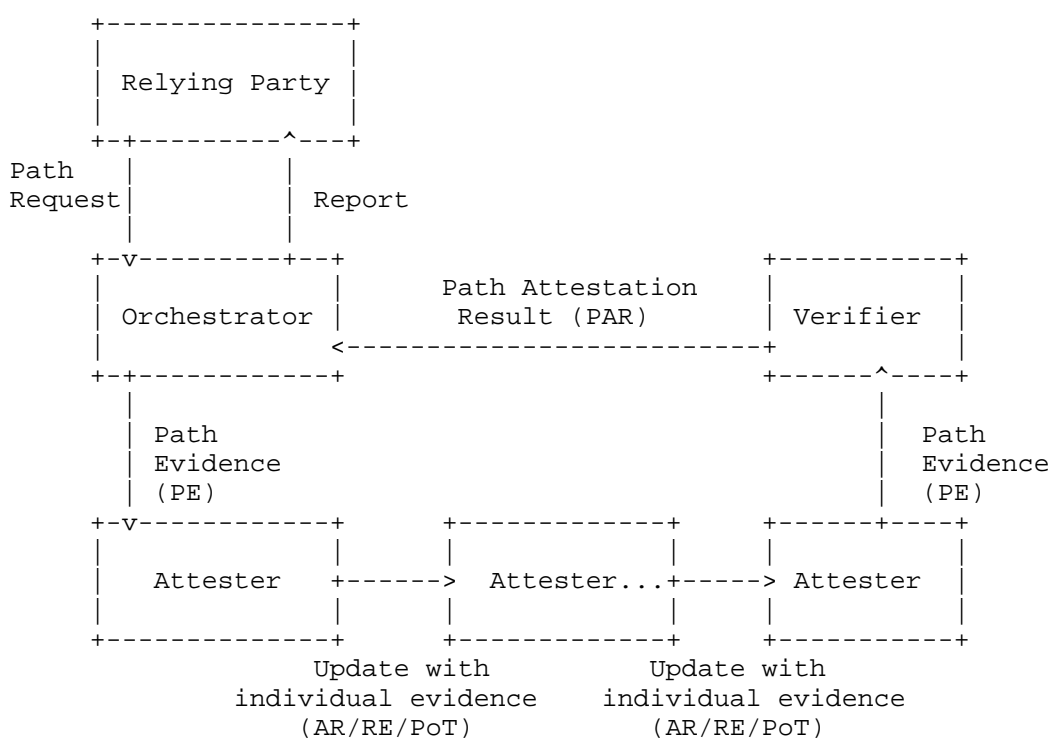 Relying Party
Path
Request
Report
Path Attestation
Orchestrator Result (PAR) Verifier
Path Path
Evidence Evidence
(PE) (PE)
Attester Attester... Attester
Update with Update with
individual evidence individual evidence
(AR/RE/PoT) (AR/RE/PoT)